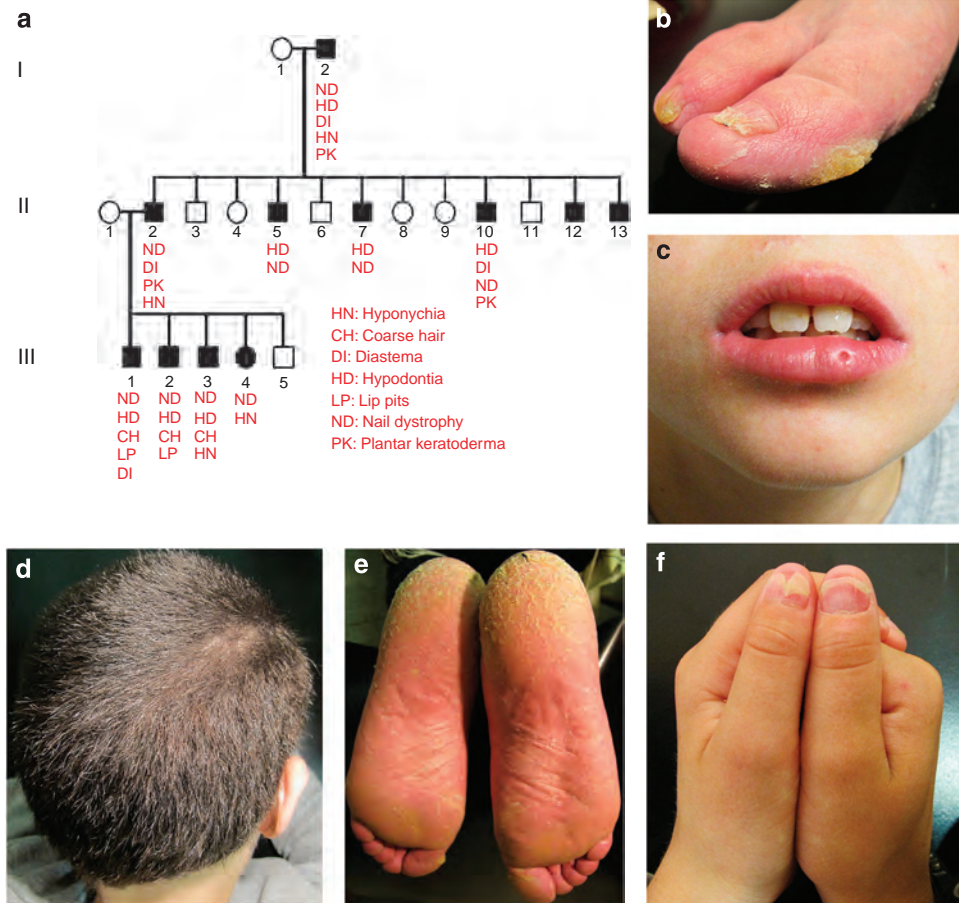 a
I
1
2
ND
HD
DI
HN
PK
II
1
2
3
4
5
6
7
8
9
10
11
12
13
ND
DI
PK
HN
HD
ND
HD
ND
HD
DI
ND
PK
III
1
2
3
4
5
ND
HD
CH
LP
DI
ND
HD
CH
LP
ND
HD
CH
HN
ND
HN
HN: Hyponychia
CH: Coarse hair
DI: Diastema
HD: Hypodontia
LP: Lip pits
ND: Nail dystrophy
PK: Plantar keratoderma
b
c
d
e
f